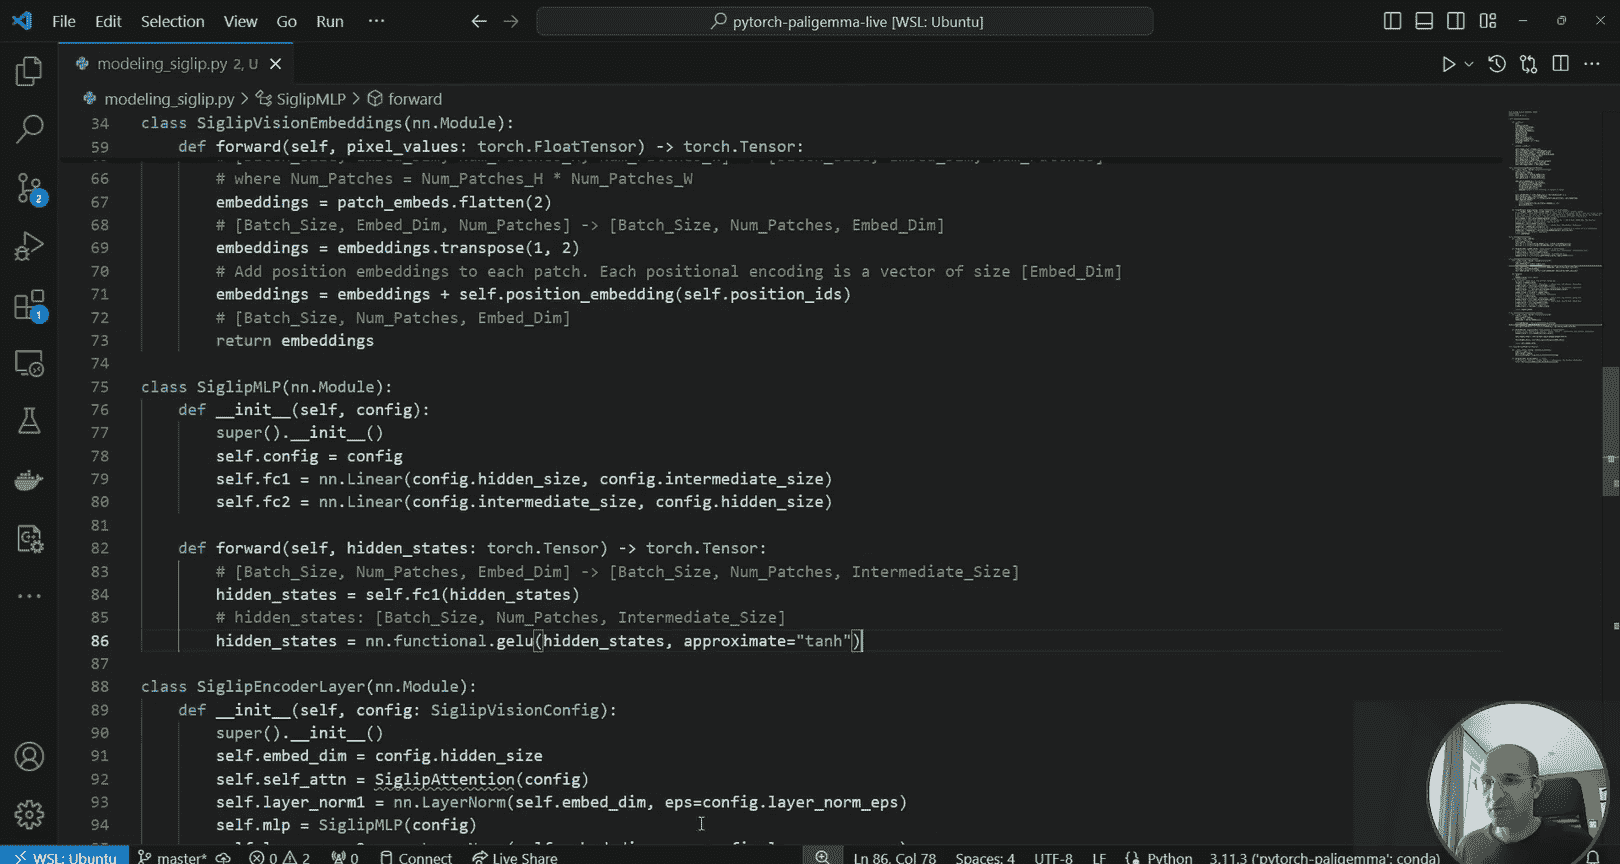 File Edit Selection View Go Run ··· pytorch-paligemma-live [WSL: Ubuntu]
modeling_siglip.py 2, U
modeling_siglip.py > SiglipMLP > forward
34 class SiglipVisionEmbeddings(nn.Module):
59 def forward(self, pixel_values: torch.FloatTensor) -> torch.Tensor:
66 # where Num_Patches = Num_Patches_H * Num_Patches_W
67 embeddings = patch_embeds.flatten(2)
68 # [Batch_Size, Embed_Dim, Num_Patches] -> [Batch_Size, Num_Patches, Embed_Dim]
69 embeddings = embeddings.transpose(1, 2)
70 # Add position embeddings to each patch. Each positional encoding is a vector of size [Embed_Dim]
71 embeddings = embeddings + self.position_embedding(self.position_ids)
72 # [Batch_Size, Num_Patches, Embed_Dim]
73 return embeddings
74
75 class SiglipMLP(nn.Module):
76 def __init__(self, config):
77 super().__init__()
78 self.config = config
79 self.fc1 = nn.Linear(config.hidden_size, config.intermediate_size)
80 self.fc2 = nn.Linear(config.intermediate_size, config.hidden_size)
81
82 def forward(self, hidden_states: torch.Tensor) -> torch.Tensor:
83 # [Batch_Size, Num_Patches, Embed_Dim] -> [Batch_Size, Num_Patches, Intermediate_Size]
84 hidden_states = self.fc1(hidden_states)
85 # hidden_states: [Batch_Size, Num_Patches, Intermediate_Size]
86 hidden_states = nn.functional.gelu(hidden_states, approximate="tanh")
87
88 class SiglipEncoderLayer(nn.Module):
89 def __init__(self, config: SiglipVisionConfig):
90 super().__init__()
91 self.embed_dim = config.hidden_size
92 self.self_attn = SiglipAttention(config)
93 self.layer_norm1 = nn.LayerNorm(self.embed_dim, eps=config.layer_norm_eps)
94 self.mlp = SiglipMLP(config)
2
1
WSL: Ubuntu master* 0 2 0 Connect Live Share Ln 86, Col 78 Spaces: 4 UTF-8 LF {} Python 3.11.3 ('pytorch-paligemma': conda)